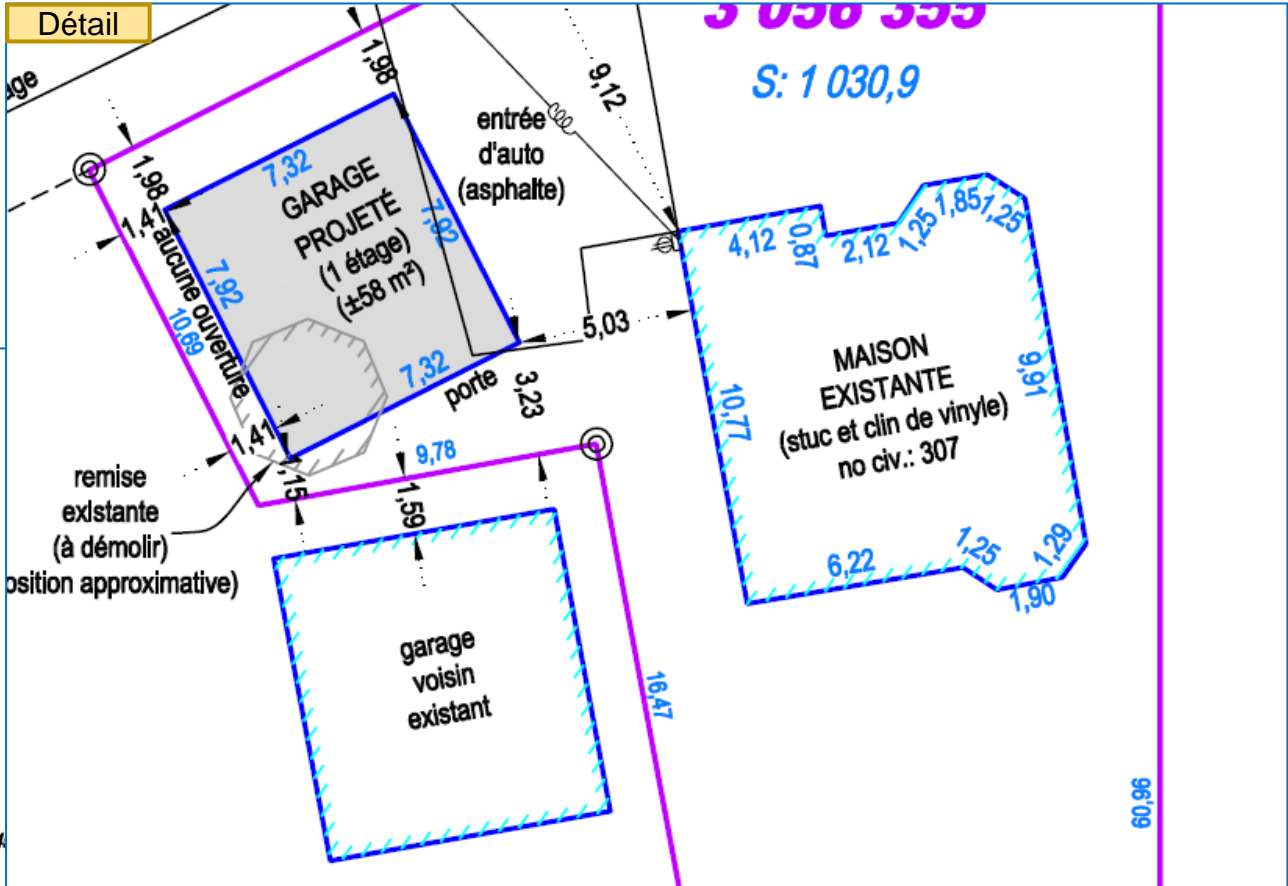 Détail
3 056 355
S: 1 030,9
age
1,98
9,12
entrée
d'auto
(asphalte)
1,98
1,41
7,32
GARAGE
PROJETÉ
(1 étage)
(±58 m²)
7,92
7,92
aucune ouverture
10,69
7,32
porte
5,03
3,23
1,41
1,15
9,78
1,59
remise
existante
(à démolir)
osition approximative)
4,12
0,87
2,12
1,25
1,85
1,25
MAISON
EXISTANTE
(stuc et clin de vinyle)
no civ.: 307
9,91
10,77
6,22
1,25
1,29
1,90
garage
voisin
existant
16,47
60,96